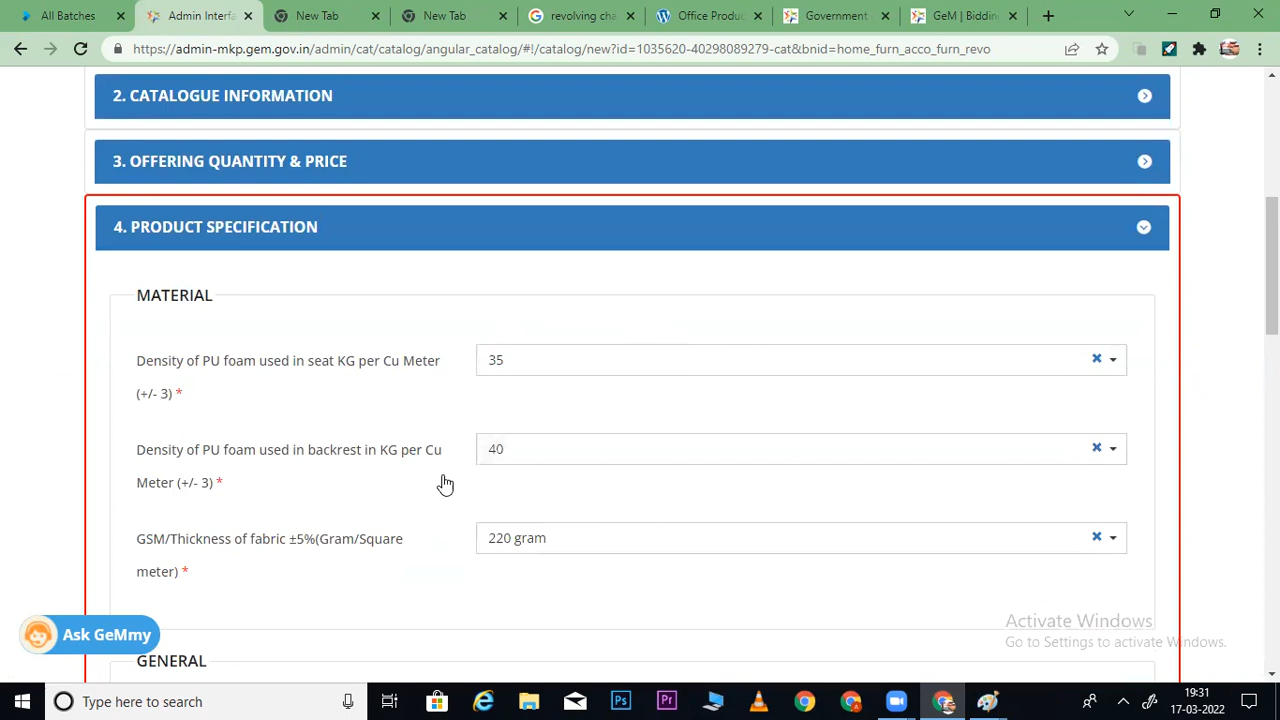 All Batches
Admin Interfa
New Tab
New Tab
revolving cha
Office Produc
Government
GeM | Bidding
https://admin-mkp.gem.gov.in/admin/cat/catalog/angular_catalog/#!/catalog/new?id=1035620-40298089279-cat&bnid=home_furn_acco_furn_revo
2. CATALOGUE INFORMATION
3. OFFERING QUANTITY & PRICE
4. PRODUCT SPECIFICATION
MATERIAL
Density of PU foam used in seat KG per Cu Meter
(+/- 3) *
35
Density of PU foam used in backrest in KG per Cu
Meter (+/- 3) *
40
GSM/Thickness of fabric ±5%(Gram/Square
meter) *
220 gram
Ask GeMmy
Activate Windows
Go to Settings to activate Windows.
GENERAL
Type here to search
Ps
Pr
19:31
17-03-2022